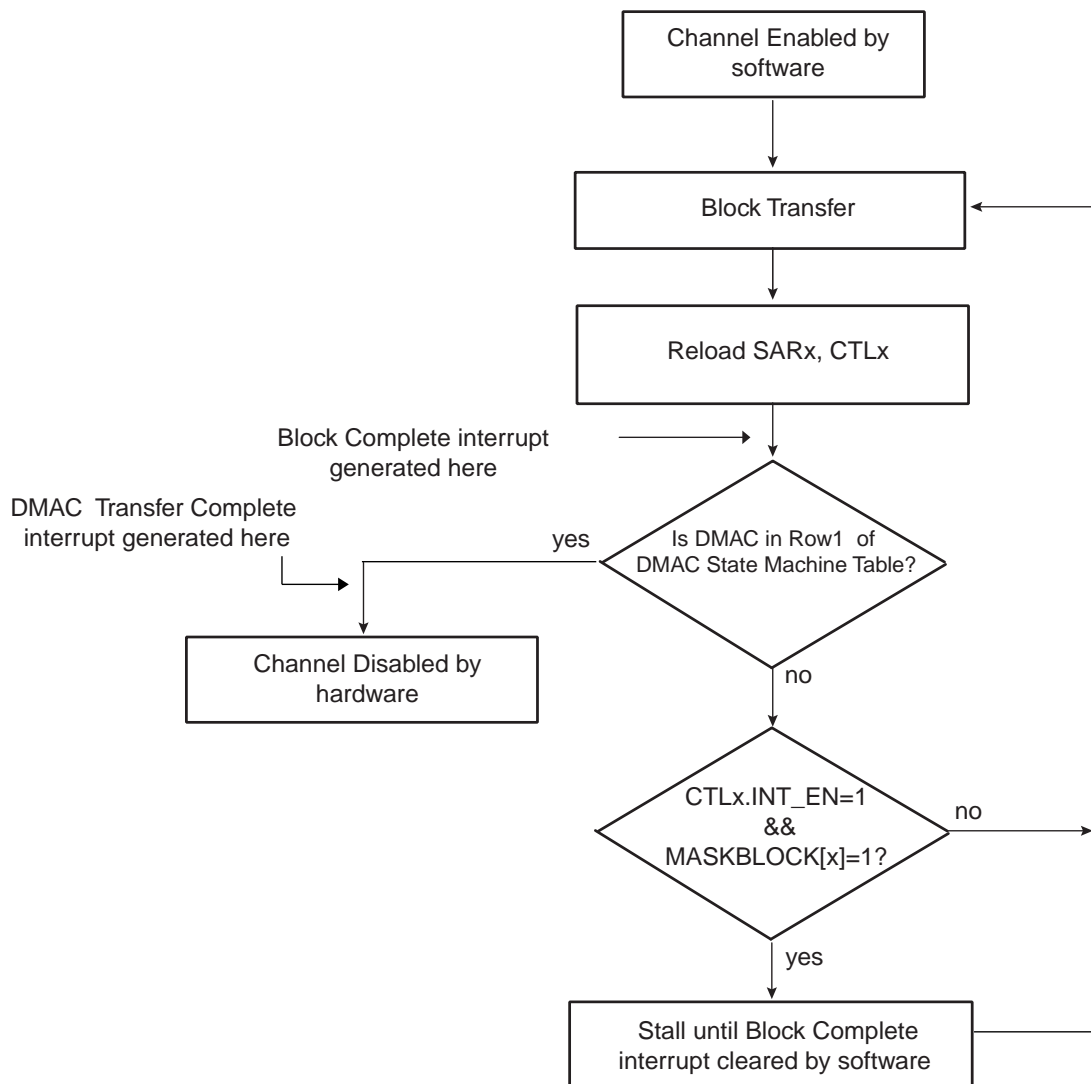 Channel Enabled by
software
Block Transfer
Reload SARx, CTLx
Block Complete interrupt
generated here
DMAC Transfer Complete
interrupt generated here
yes
Is DMAC in Row1 of
DMAC State Machine Table?
Channel Disabled by
hardware
no
CTLx.INT_EN=1
&&
MASKBLOCK[x]=1?
no
yes
Stall until Block Complete
interrupt cleared by software